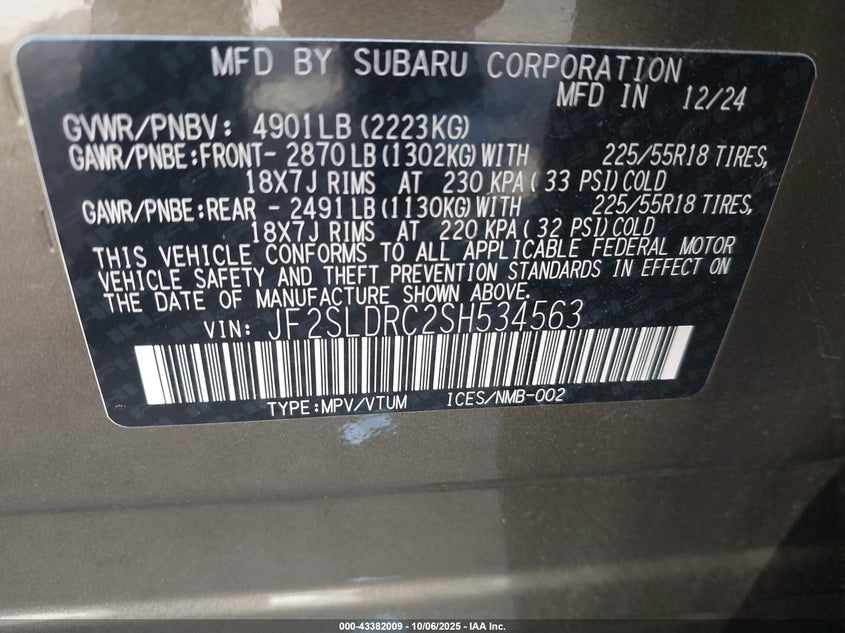 MFD BY SUBARU CORPORATION
MFD IN 12/24
GVWR/PNBV: 4901LB (2223KG)
GAWR/PNBE:FRONT- 2870LB (1302KG) WITH 225/55R18 TIRES,
18X7J RIMS AT 230 KPA ( 33 PSI) COLD
GAWR/PNBE:REAR - 2491LB (1130KG) WITH 225/55R18 TIRES,
18X7J RIMS AT 220 KPA ( 32 PSI) COLD
THIS VEHICLE CONFORMS TO ALL APPLICABLE FEDERAL MOTOR
VEHICLE SAFETY AND THEFT PREVENTION STANDARDS IN EFFECT ON
THE DATE OF MANUFACTURE SHOWN ABOVE.
VIN: JF2SLDRC2SH534563
TYPE:MPV/VTUM ICES/NMB-002
000-43382009 - 10/06/2025 - IAA Inc.